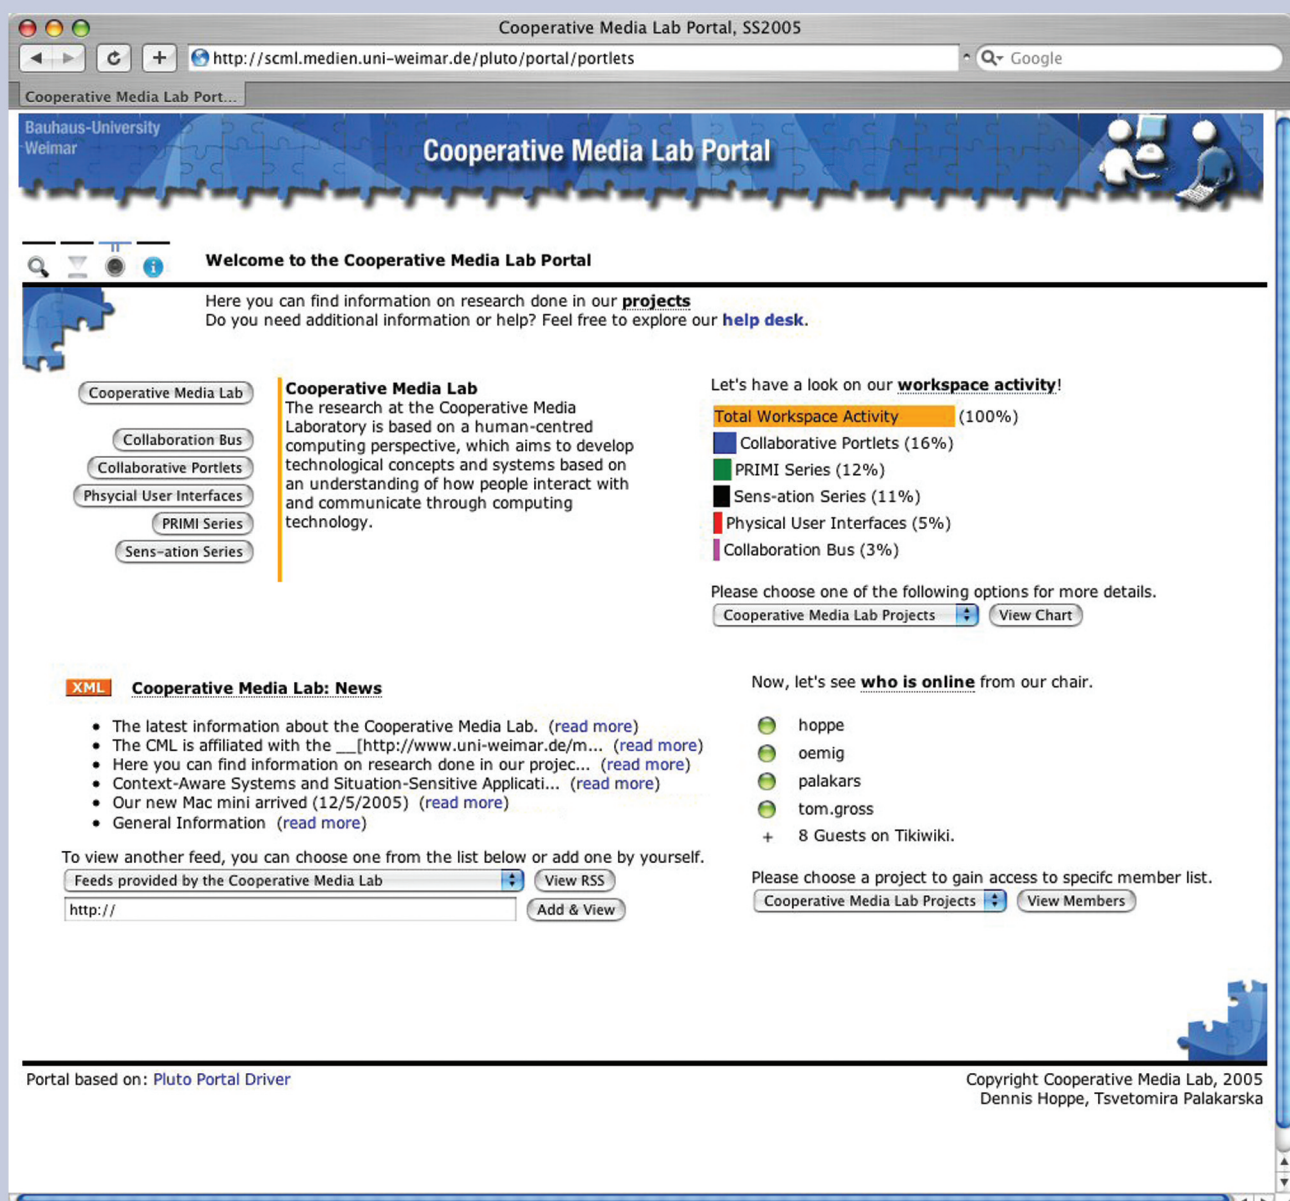 Cooperative Media Lab Portal, SS2005
http://scml.medien.uni-weimar.de/pluto/portal/portlets
Google
Cooperative Media Lab Port...
Bauhaus-University
Weimar
Cooperative Media Lab Portal
Welcome to the Cooperative Media Lab Portal
Here you can find information on research done in our projects
Do you need additional information or help? Feel free to explore our help desk.
Cooperative Media Lab
Collaboration Bus
Collaborative Portlets
Phsycial User Interfaces
PRIMI Series
Sens-ation Series
Cooperative Media Lab
The research at the Cooperative Media
Laboratory is based on a human-centred
computing perspective, which aims to develop
technological concepts and systems based on
an understanding of how people interact with
and communicate through computing
technology.
Let's have a look on our workspace activity!
Total Workspace Activity (100%)
Collaborative Portlets (16%)
PRIMI Series (12%)
Sens-ation Series (11%)
Physical User Interfaces (5%)
Collaboration Bus (3%)
Please choose one of the following options for more details.
Cooperative Media Lab Projects View Chart
XML Cooperative Media Lab: News
• The latest information about the Cooperative Media Lab. (read more)
• The CML is affiliated with the __[http://www.uni-weimar.de/m... (read more)
• Here you can find information on research done in our projec... (read more)
• Context-Aware Systems and Situation-Sensitive Applicati... (read more)
• Our new Mac mini arrived (12/5/2005) (read more)
• General Information (read more)
To view another feed, you can choose one from the list below or add one by yourself.
Feeds provided by the Cooperative Media Lab View RSS
http:// Add & View
Now, let's see who is online from our chair.
hoppe
oemig
palakars
tom.gross
+ 8 Guests on Tikiwiki.
Please choose a project to gain access to specifc member list.
Cooperative Media Lab Projects View Members
Portal based on: Pluto Portal Driver
Copyright Cooperative Media Lab, 2005
Dennis Hoppe, Tsvetomira Palakarska